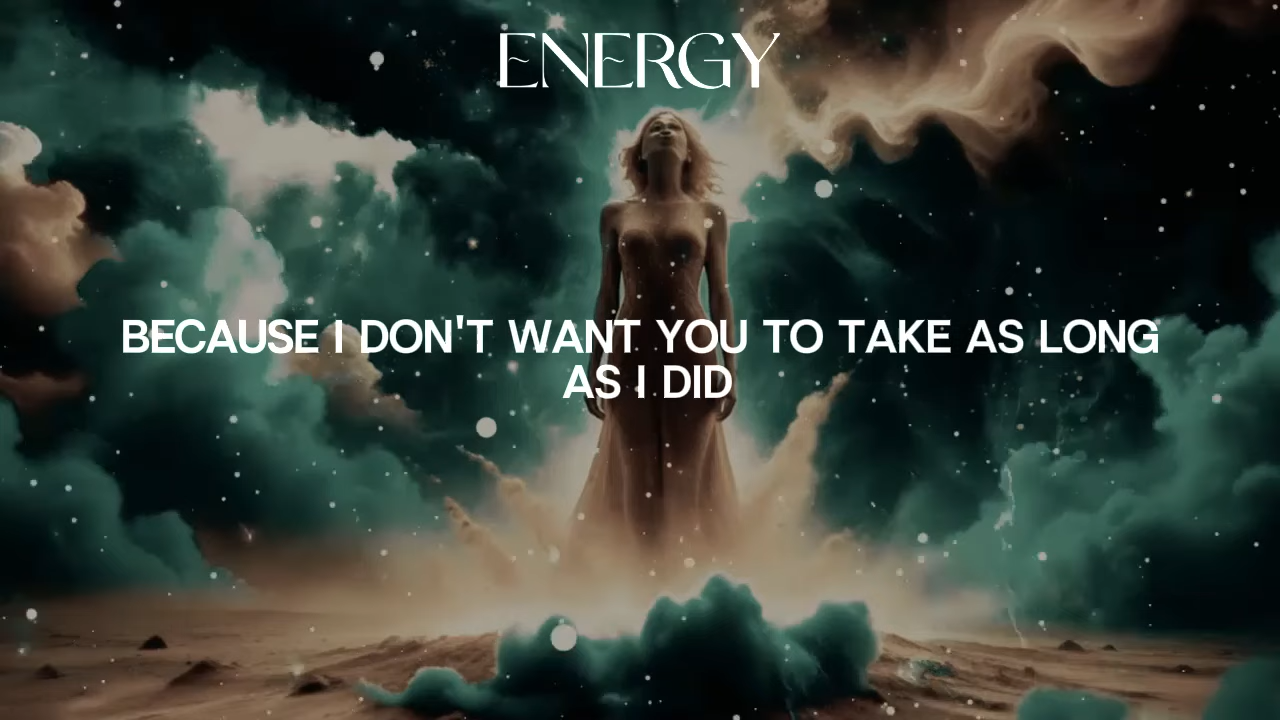 ENERGY
BECAUSE I DON'T WANT YOU TO TAKE AS LONG
AS I DID